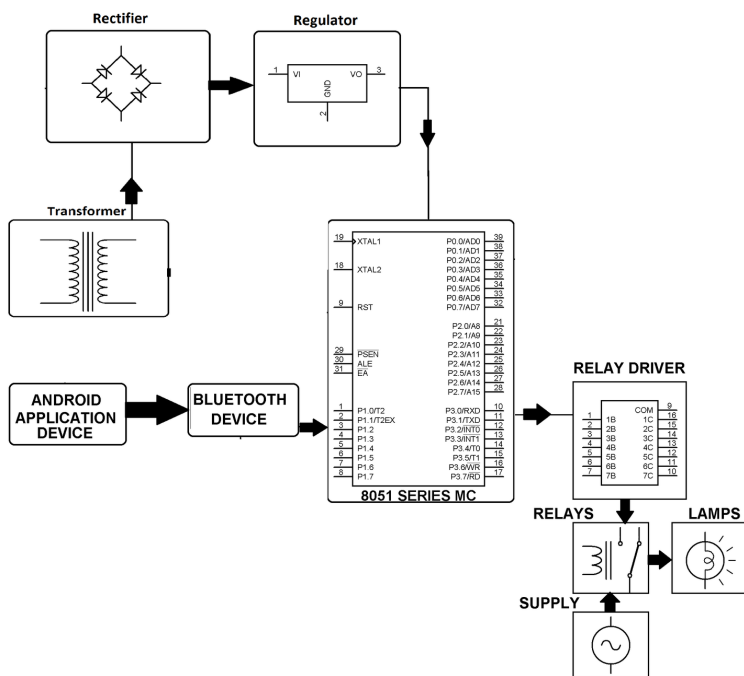 Rectifier
Regulator
1 VI VO 3
GND
2
Transformer
19 XTAL1 P0.0/AD0 39
P0.1/AD1 38
P0.2/AD2 37
18 XTAL2 P0.3/AD3 36
P0.4/AD4 35
P0.5/AD5 34
P0.6/AD6 33
9 RST P0.7/AD7 32
P2.0/A8 21
P2.1/A9 22
P2.2/A10 23
29 PSEN P2.3/A11 24
30 ALE P2.4/A12 25
31 EA P2.5/A13 26
P2.6/A14 27
P2.7/A15 28
1 P1.0/T2 P3.0/RXD 10
2 P1.1/T2EX P3.1/TXD 11
3 P1.2 P3.2/INT0 12
4 P1.3 P3.3/INT1 13
5 P1.4 P3.4/T0 14
6 P1.5 P3.5/T1 15
7 P1.6 P3.6/WR 16
8 P1.7 P3.7/RD 17
8051 SERIES MC
ANDROID
APPLICATION
DEVICE
BLUETOOTH
DEVICE
RELAY DRIVER
COM 9
1 1B 1C 16
2 2B 2C 15
3 3B 3C 14
4 4B 4C 13
5 5B 5C 12
6 6B 6C 11
7 7B 7C 10
RELAYS
LAMPS
SUPPLY